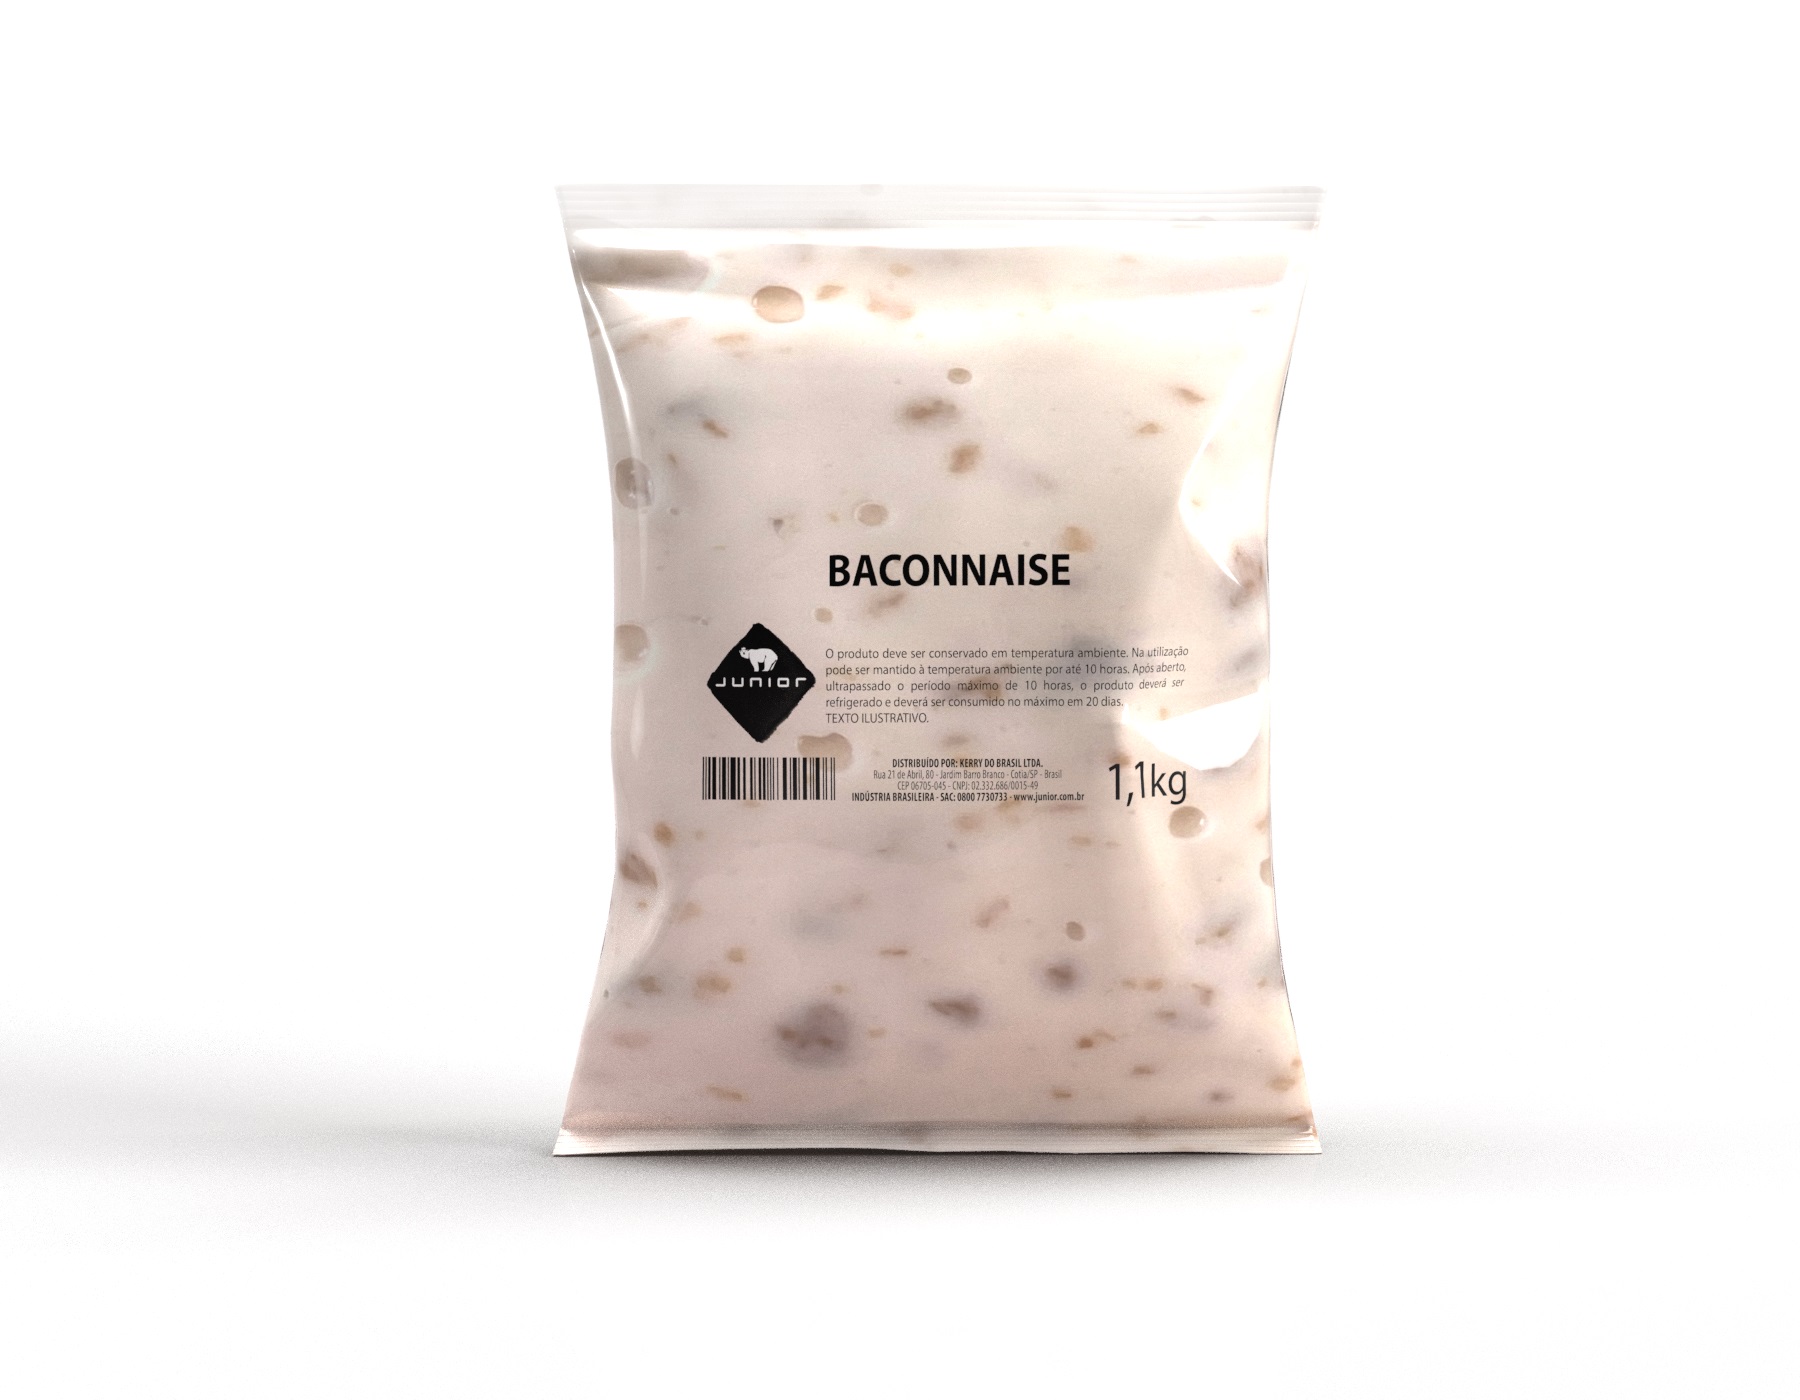 BACONNAISE
JUNIOR
O produto deve ser conservado em temperatura ambiente. Na utilização
pode ser mantido à temperatura ambiente por até 10 horas. Após aberto,
ultrapassado o período máximo de 10 horas, o produto deverá ser
refrigerado e deverá ser consumido no máximo em 20 dias.
TEXTO ILUSTRATIVO.
DISTRIBUÍDO POR: KERRY DO BRASIL LTDA.
Rua 21 de Abril, 80 - Jardim Barro Branco - Cotia/SP - Brasil
CEP 06705-045 - CNPJ: 02.332.686/0015-49
INDÚSTRIA BRASILEIRA - SAC: 0800 7730733 - www.junior.com.br
1,1kg